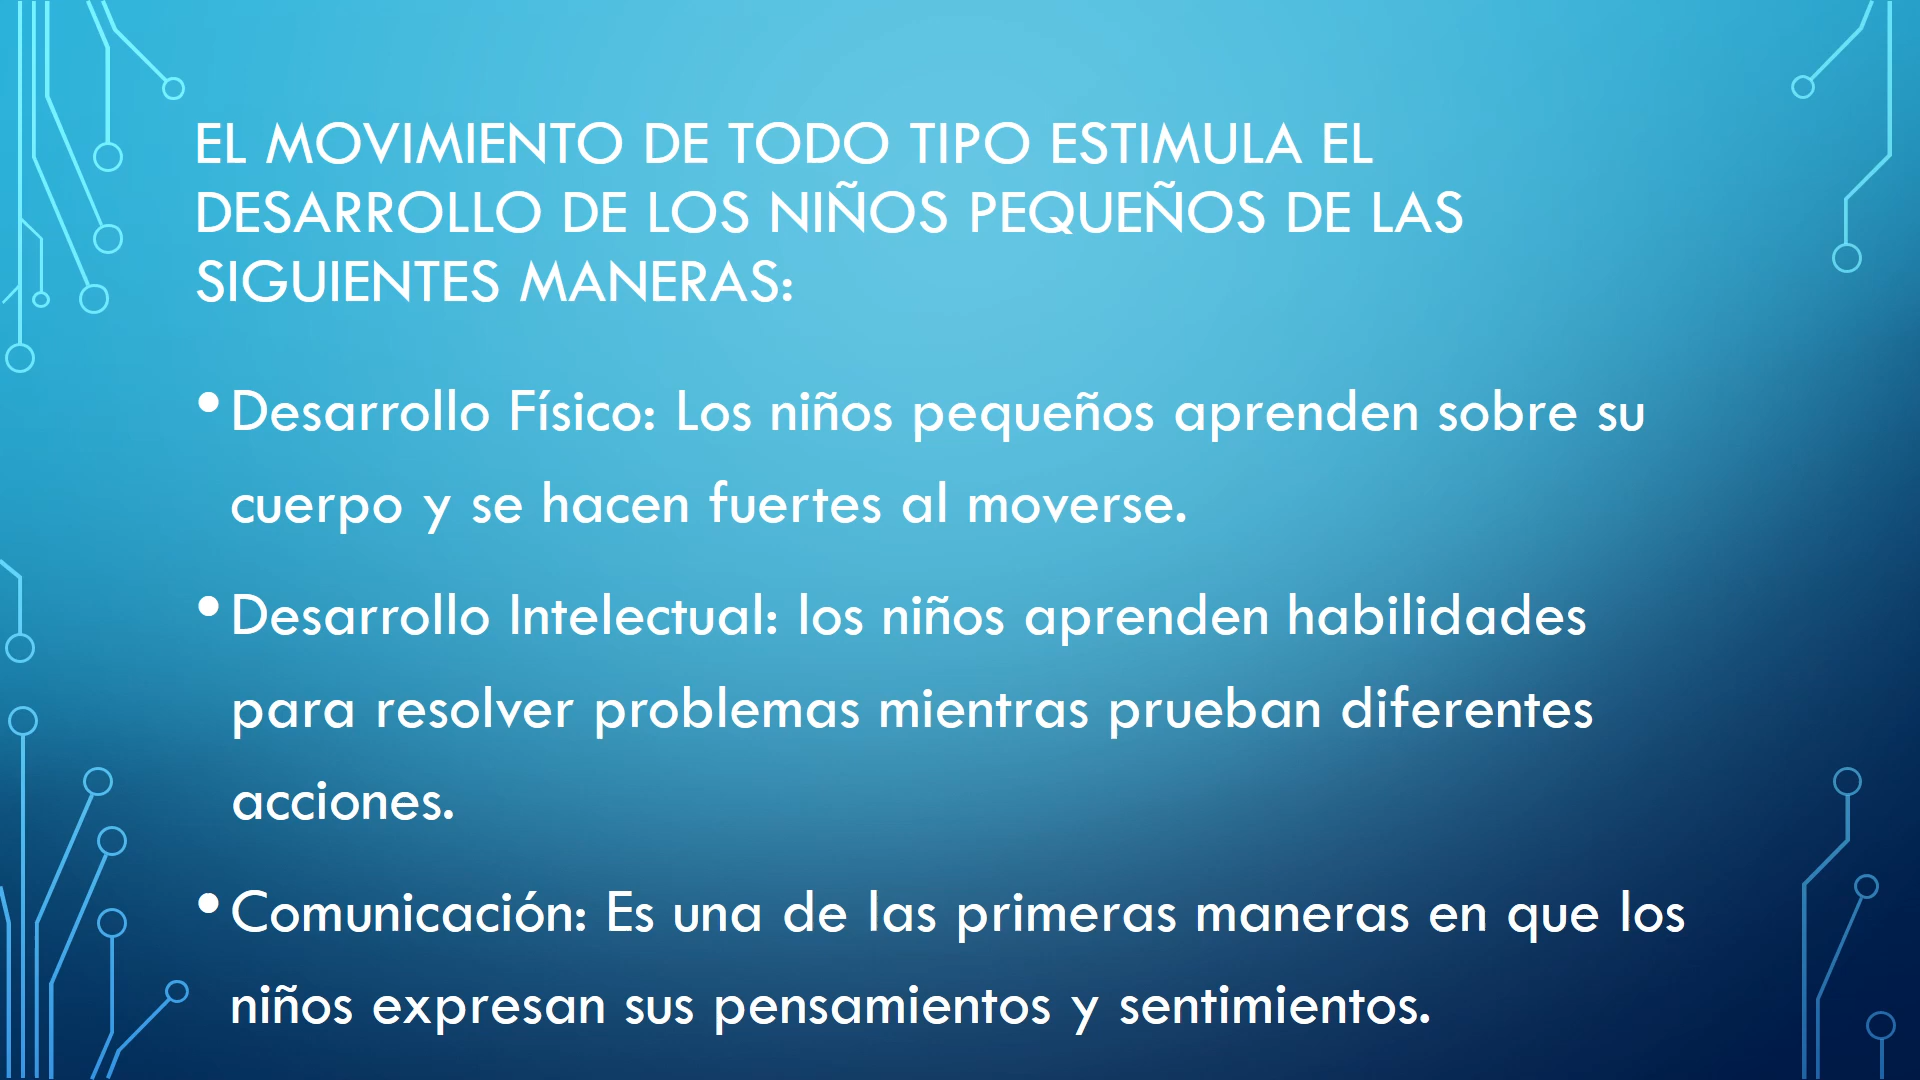 EL MOVIMIENTO DE TODO TIPO ESTIMULA EL
DESARROLLO DE LOS NIÑOS PEQUEÑOS DE LAS
SIGUIENTES MANERAS:
• Desarrollo Físico: Los niños pequeños aprenden sobre su
cuerpo y se hacen fuertes al moverse.
• Desarrollo Intelectual: los niños aprenden habilidades
para resolver problemas mientras prueban diferentes
acciones.
• Comunicación: Es una de las primeras maneras en que los
niños expresan sus pensamientos y sentimientos.